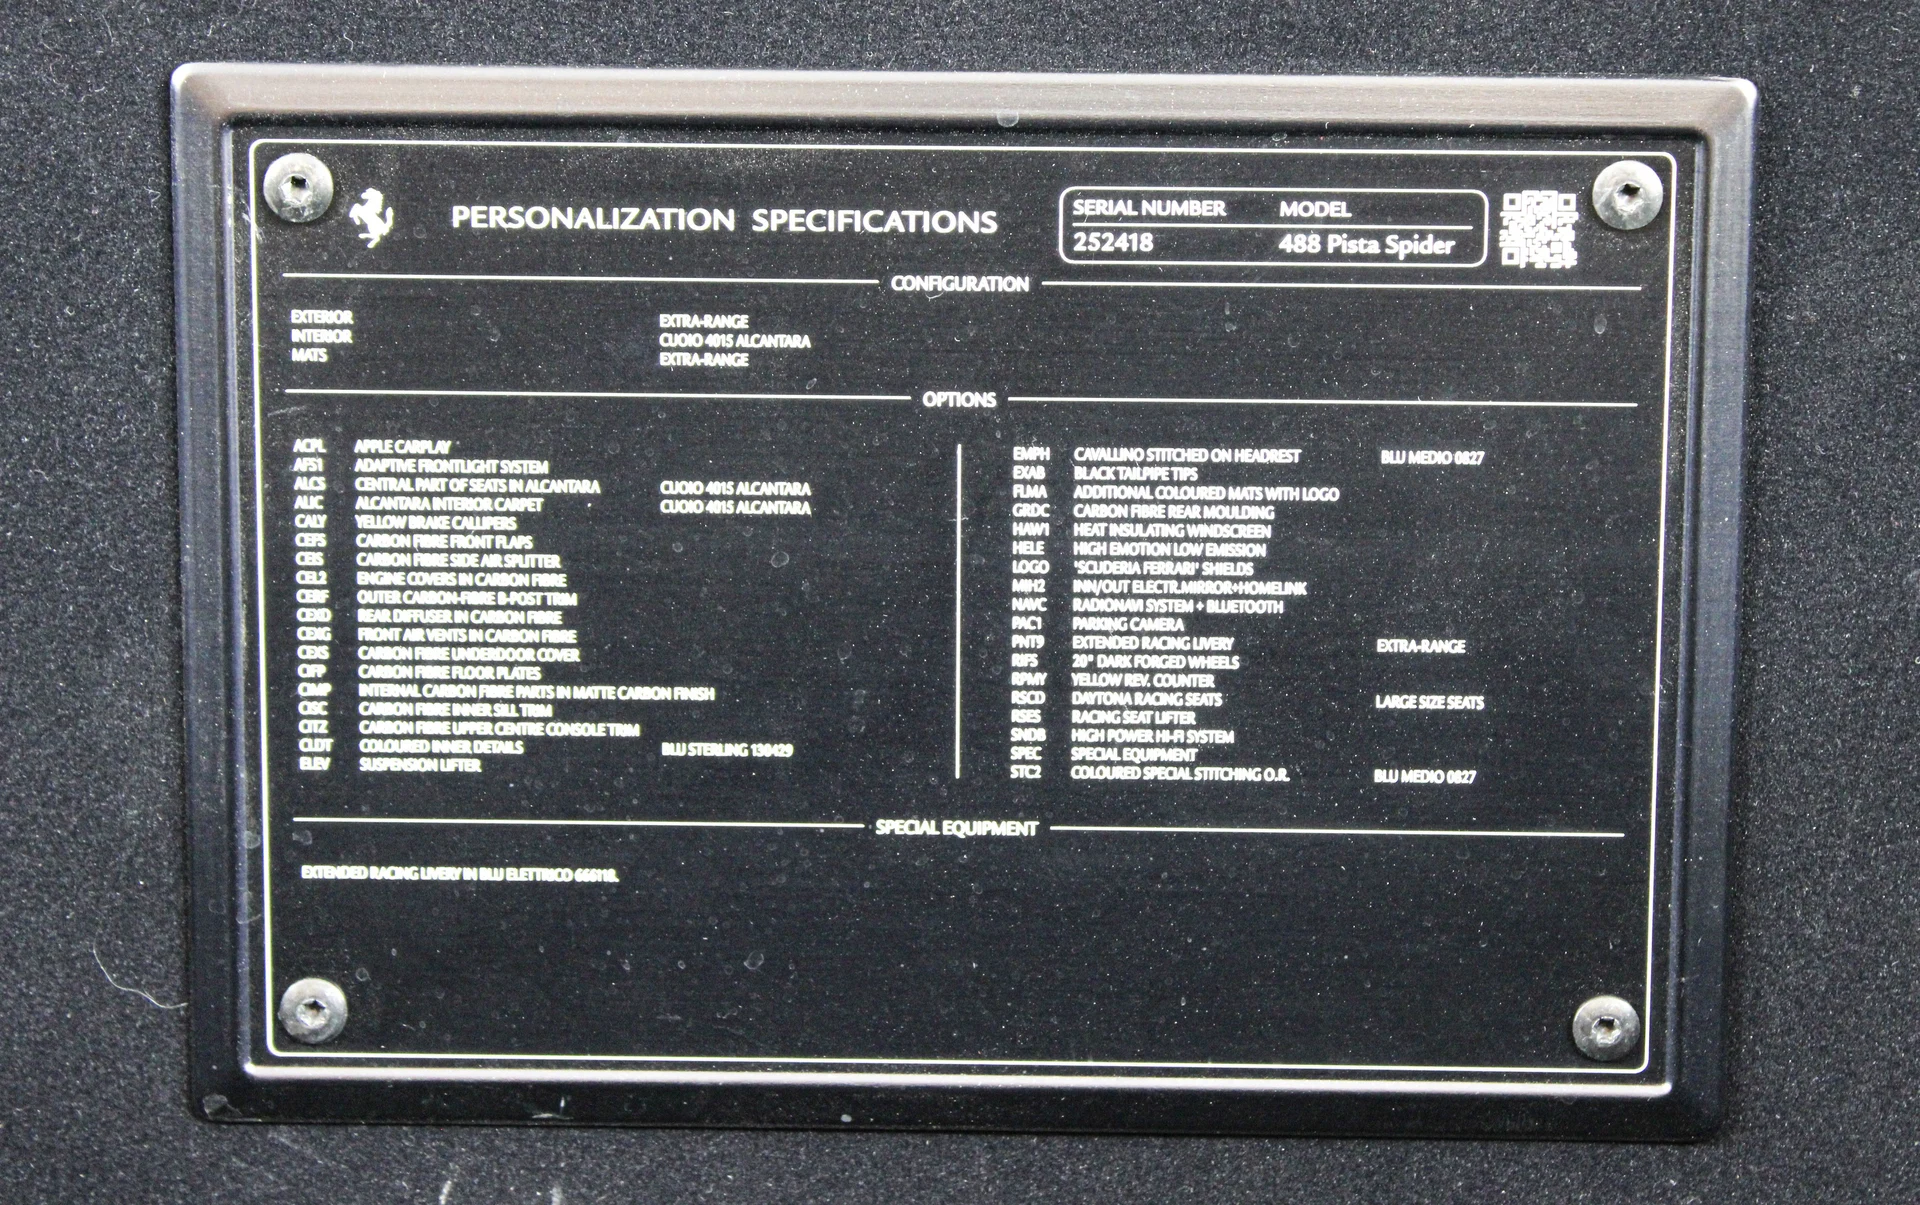 PERSONALIZATION SPECIFICATIONS
SERIAL NUMBER MODEL
252418 488 Pista Spider
CONFIGURATION
EXTERIOR EXTRA-RANGE
INTERIOR CUOIO 4015 ALCANTARA
MATS EXTRA-RANGE
OPTIONS
ACPL APPLE CARPLAY
AFS1 ADAPTIVE FRONTLIGHT SYSTEM
ALCS CENTRAL PART OF SEATS IN ALCANTARA CUOIO 4015 ALCANTARA
ALIC ALCANTARA INTERIOR CARPET CUOIO 4015 ALCANTARA
CALY YELLOW BRAKE CALLIPERS
CEFS CARBON FIBRE FRONT FLAPS
CEIS CARBON FIBRE SIDE AIR SPLITTER
CEL2 ENGINE COVERS IN CARBON FIBRE
CERF OUTER CARBON-FIBRE B-POST TRIM
CEXD REAR DIFFUSER IN CARBON FIBRE
CEXG FRONT AIR VENTS IN CARBON FIBRE
CEXS CARBON FIBRE UNDERDOOR COVER
CIFP CARBON FIBRE FLOOR PLATES
CIMP INTERNAL CARBON FIBRE PARTS IN MATTE CARBON FINISH
CISC CARBON FIBRE INNER SILL TRIM
CITZ CARBON FIBRE UPPER CENTRE CONSOLE TRIM
CLDT COLOURED INNER DETAILS BLU STERLING 130429
ELEV SUSPENSION LIFTER
EMPH CAVALLINO STITCHED ON HEADREST BLU MEDIO 0827
EXAB BLACK TAILPIPE TIPS
FLMA ADDITIONAL COLOURED MATS WITH LOGO
GRDC CARBON FIBRE REAR MOULDING
HAW1 HEAT INSULATING WINDSCREEN
HELE HIGH EMOTION LOW EMISSION
LOGO 'SCUDERIA FERRARI' SHIELDS
MIH2 INN/OUT ELECTR.MIRROR+HOMELINK
NAVC RADIONAVI SYSTEM + BLUETOOTH
PAC1 PARKING CAMERA
PNT9 EXTENDED RACING LIVERY EXTRA-RANGE
RIFS 20" DARK FORGED WHEELS
RPMY YELLOW REV. COUNTER
RSCD DAYTONA RACING SEATS LARGE SIZE SEATS
RSES RACING SEAT LIFTER
SNDB HIGH POWER HI-FI SYSTEM
SPEC SPECIAL EQUIPMENT
STC2 COLOURED SPECIAL STITCHING O.R. BLU MEDIO 0827
SPECIAL EQUIPMENT
EXTENDED RACING LIVERY IN BLU ELETTRICO 666118.